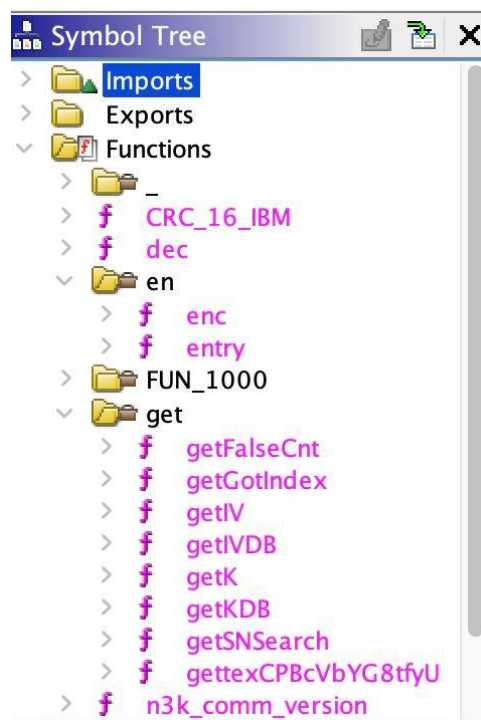 Symbol Tree
Imports
Exports
Functions
_
f CRC_16_IBM
f dec
en
f enc
f entry
FUN_1000
get
f getFalseCnt
f getGotIndex
f getIV
f getIVDB
f getK
f getKDB
f getSNSearch
f gettexCPBcVbYG8tfyU
f n3k_comm_version